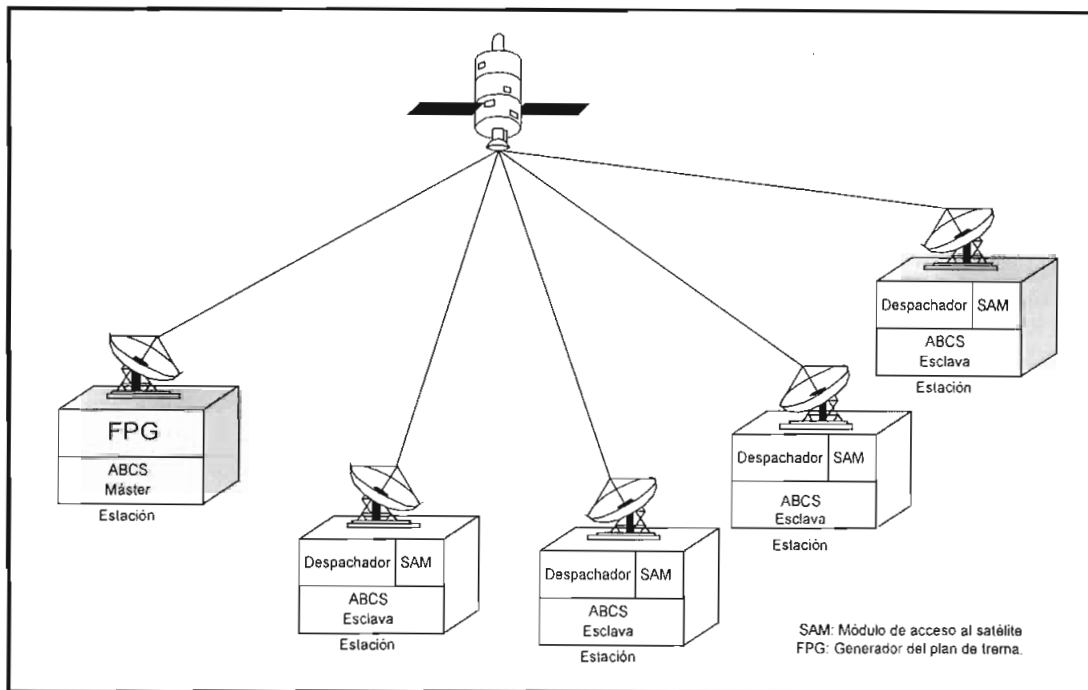 FPG
ABCS
Máster
Estación
Despachador SAM
ABCS
Esclava
Estación
Despachador SAM
ABCS
Esclava
Estación
Despachador SAM
ABCS
Esclava
Estación
Despachador SAM
ABCS
Esclava
Estación
SAM: Módulo de acceso al satélite
FPG: Generador del plan de trema.